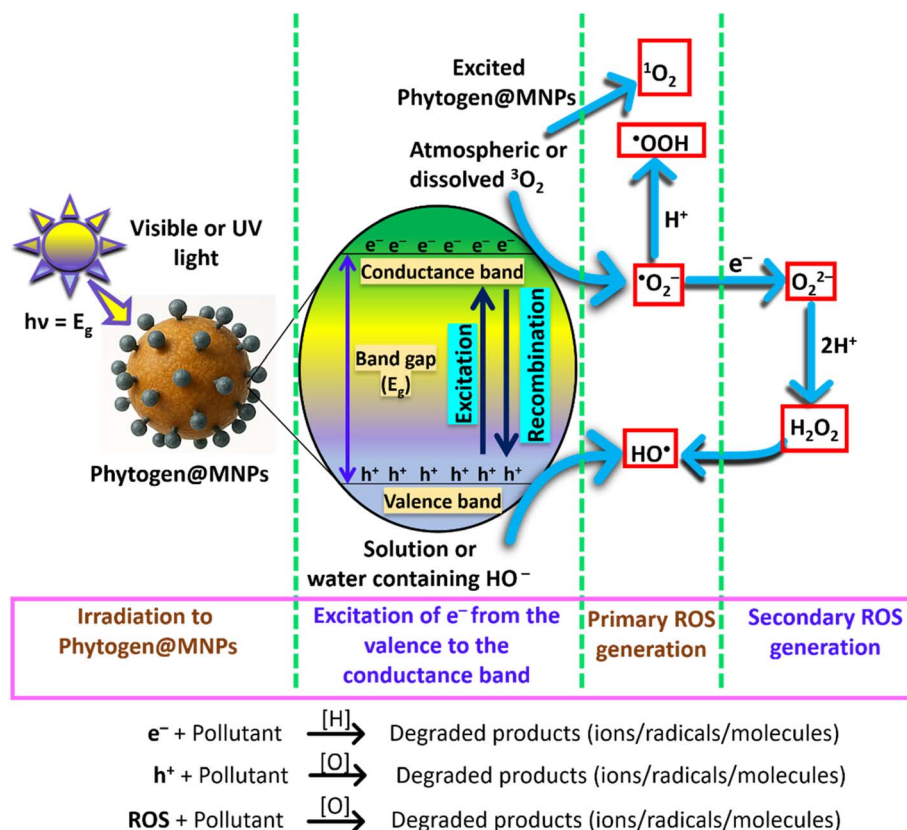 Excited
Phytogen@MNPs
¹O₂
•OOH
Atmospheric or
dissolved ³O₂
H⁺
Visible or UV
light
hν = E_g
Phytogen@MNPs
e⁻ e⁻ e⁻ e⁻ e⁻ e⁻
Conductance band
Band gap
(E_g)
Excitation
Recombination
h⁺ h⁺ h⁺ h⁺ h⁺ h⁺
Valence band
•O₂⁻
e⁻
O₂²⁻
2H⁺
H₂O₂
HO•
Solution or
water containing HO⁻
Irradiation to
Phytogen@MNPs
Excitation of e⁻ from the
valence to the
conductance band
Primary ROS
generation
Secondary ROS
generation
e⁻ + Pollutant [H] Degraded products (ions/radicals/molecules)
h⁺ + Pollutant [O] Degraded products (ions/radicals/molecules)
ROS + Pollutant [O] Degraded products (ions/radicals/molecules)